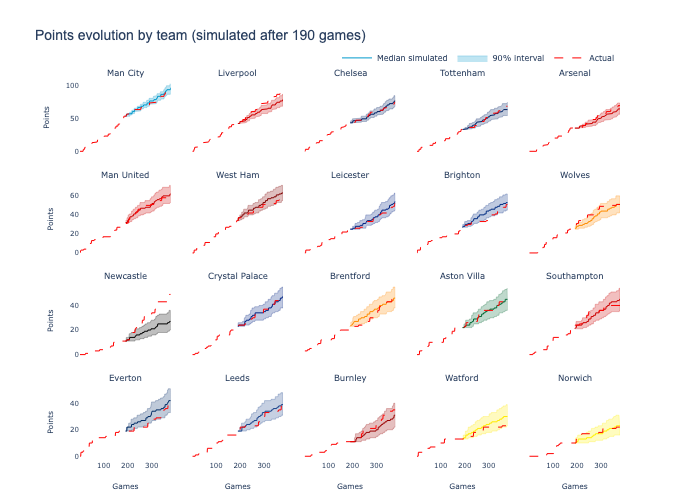 Points evolution by team (simulated after 190 games)
Median simulated 90% interval Actual
Man City Liverpool Chelsea Tottenham Arsenal
100
50
0
Points
Man United West Ham Leicester Brighton Wolves
60
40
20
0
Points
Newcastle Crystal Palace Brentford Aston Villa Southampton
40
20
0
Points
Everton Leeds Burnley Watford Norwich
40
20
0
Points
100 200 300 100 200 300 100 200 300 100 200 300 100 200 300
Games Games Games Games Games